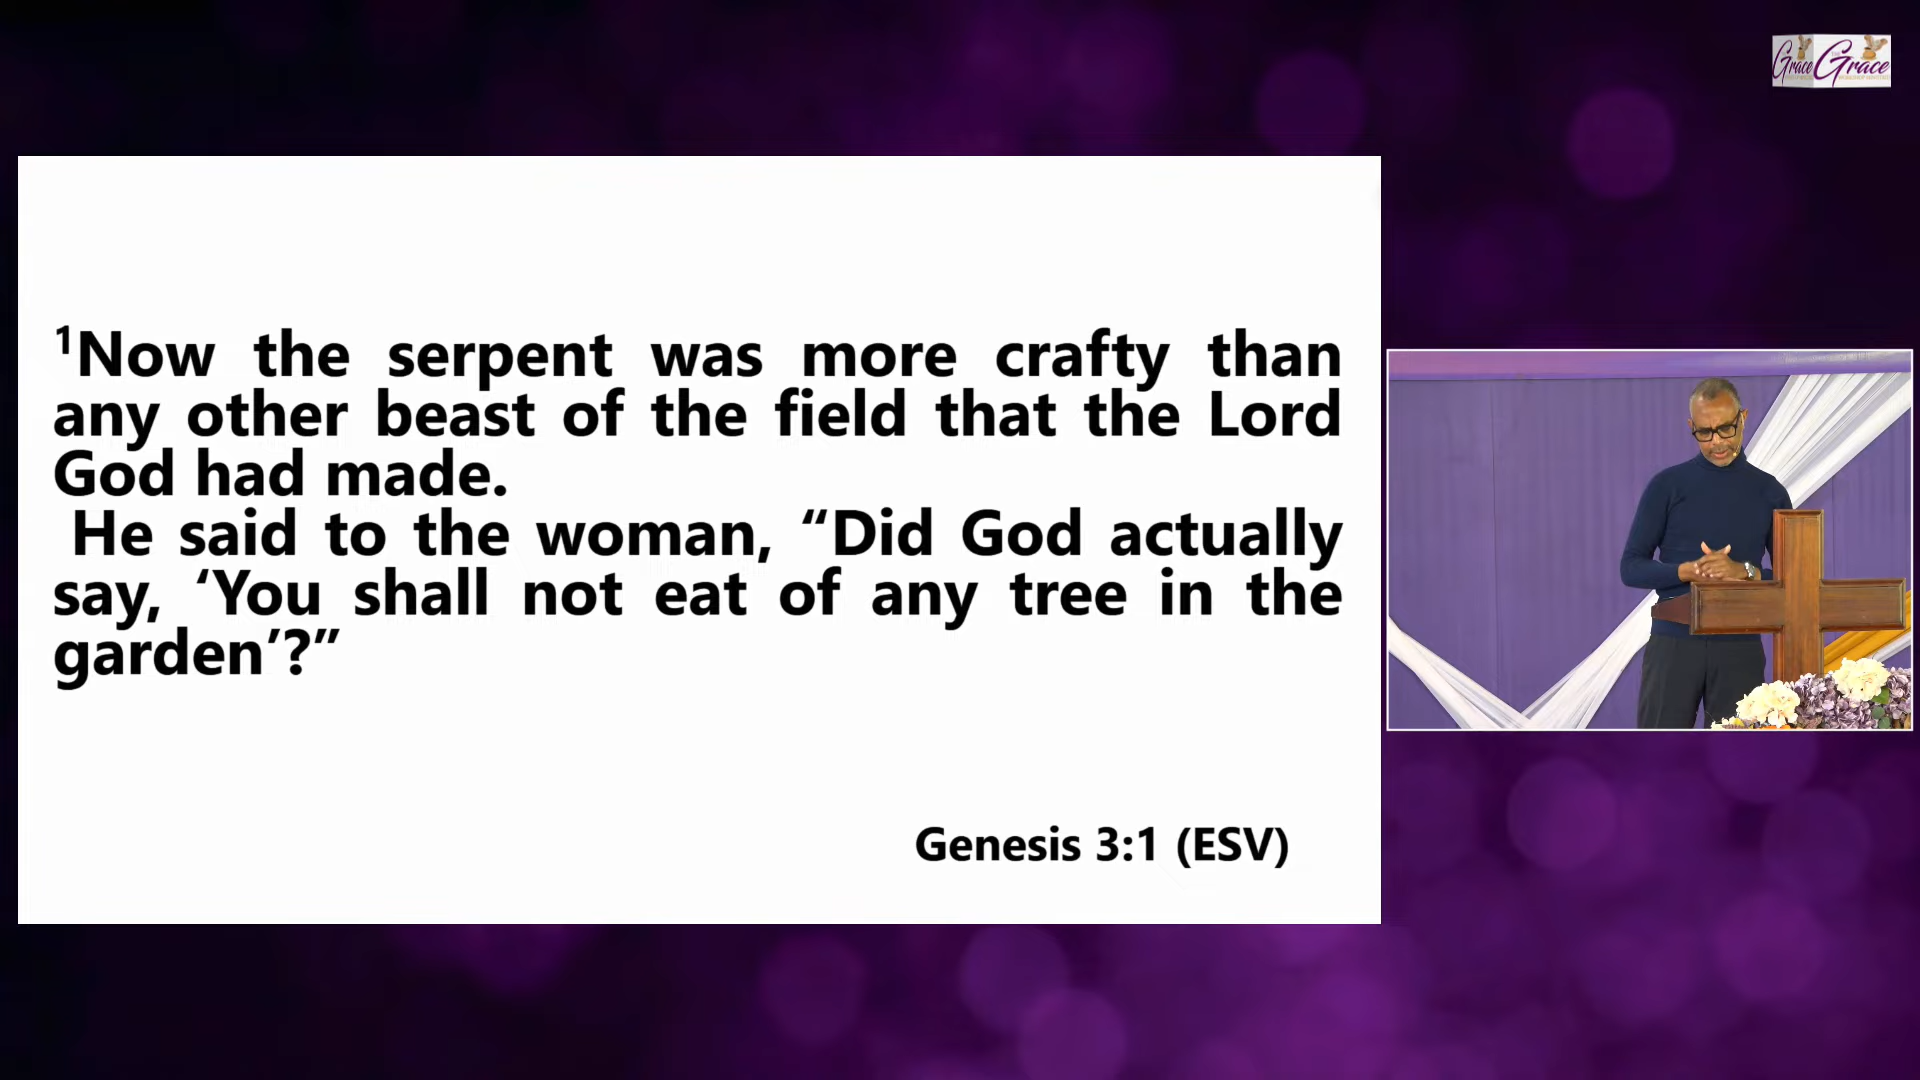 Grace Grace
¹Now the serpent was more crafty than
any other beast of the field that the Lord
God had made.
He said to the woman, “Did God actually
say, ‘You shall not eat of any tree in the
garden’?”
Genesis 3:1 (ESV)